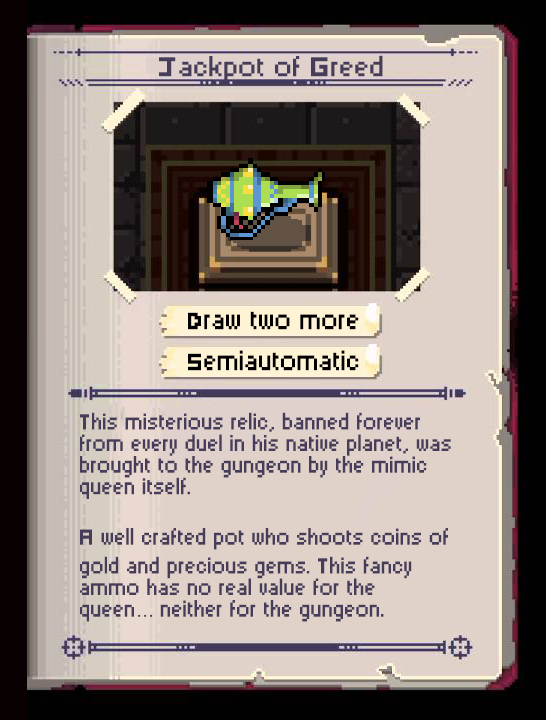 Jackpot of Greed
Draw two more
Semiautomatic
This misterious relic, banned forever
from every duel in his native planet, was
brought to the gungeon by the mimic
queen itself.
A well crafted pot who shoots coins of
gold and precious gems. This fancy
ammo has no real value for the
queen... neither for the gungeon.